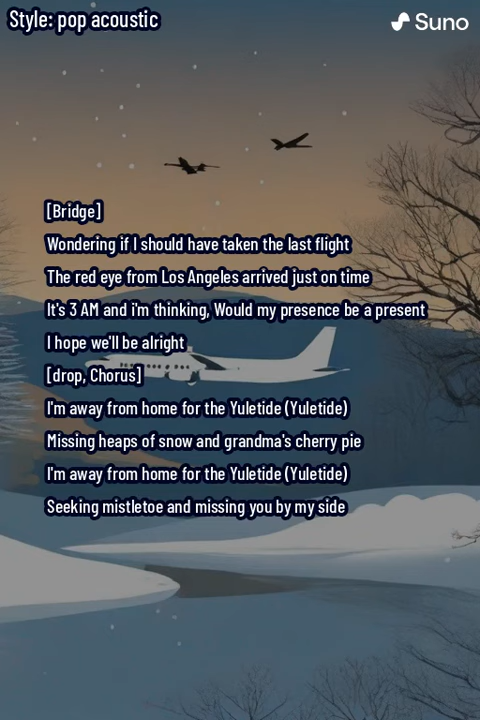 Style: pop acoustic
Suno
[Bridge]
Wondering if I should have taken the last flight
The red eye from Los Angeles arrived just on time
It's 3 AM and i'm thinking, Would my presence be a present
I hope we'll be alright
[drop, Chorus]
I'm away from home for the Yuletide (Yuletide)
Missing heaps of snow and grandma's cherry pie
I'm away from home for the Yuletide (Yuletide)
Seeking mistletoe and missing you by my side